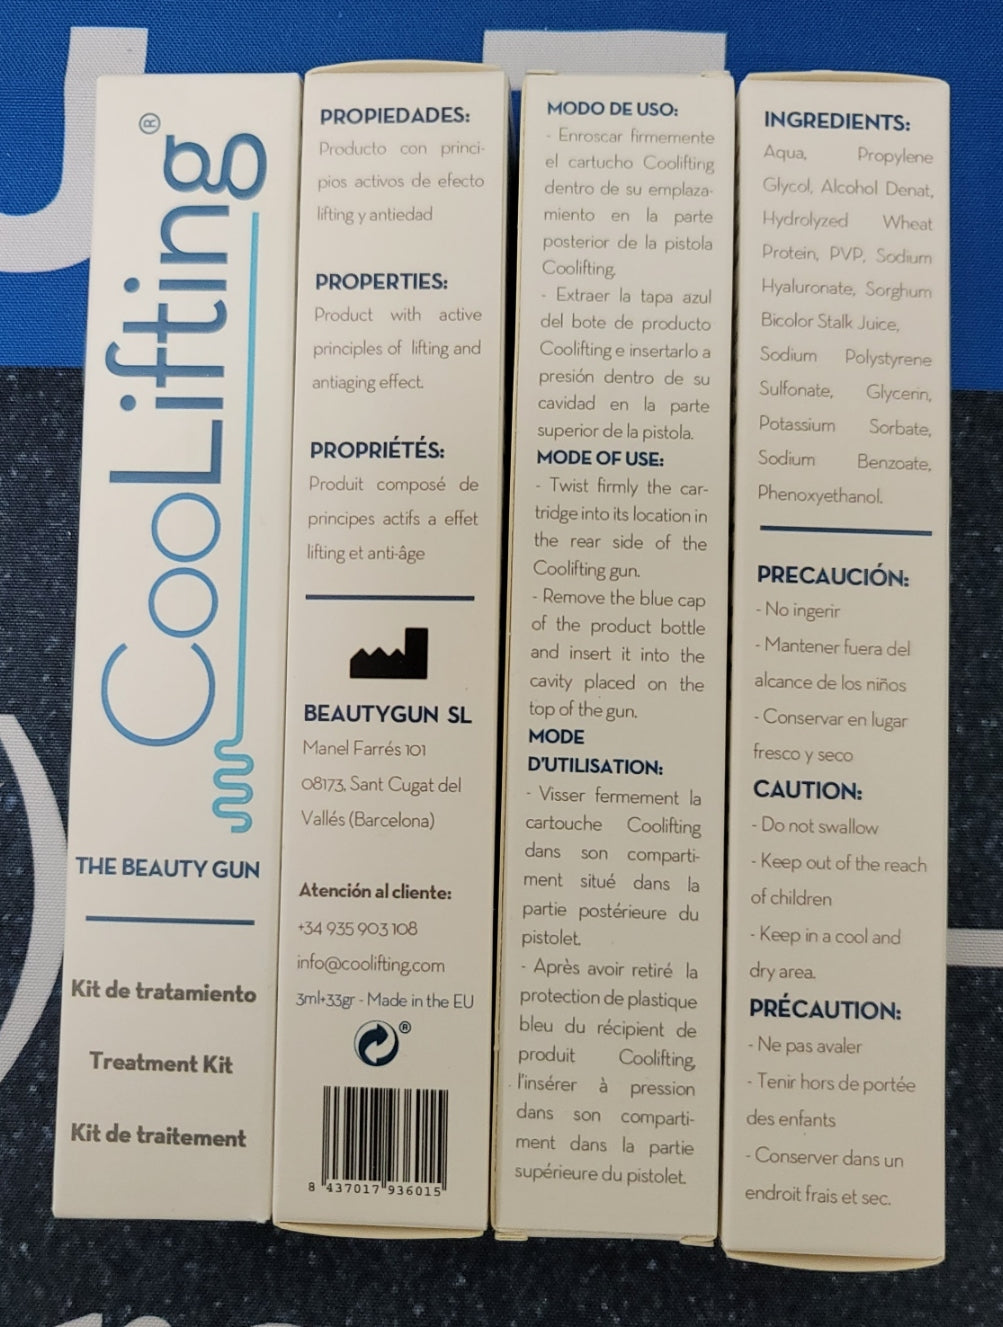 CooLifting®
THE BEAUTY GUN
Kit de tratamiento
Treatment Kit
Kit de traitement
PROPIEDADES:
Producto con princi-
pios activos de efecto
lifting y antiedad
PROPERTIES:
Product with active
principles of lifting and
antiaging effect.
PROPRIÉTÉS:
Produit composé de
principes actifs a effet
lifting et anti-âge
BEAUTYGUN SL
Manel Farrés 101
08173, Sant Cugat del
Vallés (Barcelona)
Atención al cliente:
+34 935 903 108
info@coolifting.com
3ml+33gr - Made in the EU
®
8 437017 936015
MODO DE USO:
- Enroscar firmemente
el cartucho Coolifting
dentro de su emplaza-
miento en la parte
posterior de la pistola
Coolifting.
- Extraer la tapa azul
del bote de producto
Coolifting e insertarlo a
presión dentro de su
cavidad en la parte
superior de la pistola.
MODE OF USE:
- Twist firmly the car-
tridge into its location in
the rear side of the
Coolifting gun.
- Remove the blue cap
of the product bottle
and insert it into the
cavity placed on the
top of the gun.
MODE
D'UTILISATION:
- Visser fermement la
cartouche Coolifting
dans son comparti-
ment situé dans la
partie postérieure du
pistolet.
- Après avoir retiré la
protection de plastique
bleu du récipient de
produit Coolifting,
l'insérer à pression
dans son comparti-
ment dans la partie
supérieure du pistolet.
INGREDIENTS:
Aqua, Propylene
Glycol, Alcohol Denat,
Hydrolyzed Wheat
Protein, PVP, Sodium
Hyaluronate, Sorghum
Bicolor Stalk Juice,
Sodium Polystyrene
Sulfonate, Glycerin,
Potassium Sorbate,
Sodium Benzoate,
Phenoxyethanol.
PRECAUCIÓN:
- No ingerir
- Mantener fuera del
alcance de los niños
- Conservar en lugar
fresco y seco
CAUTION:
- Do not swallow
- Keep out of the reach
of children
- Keep in a cool and
dry area.
PRÉCAUTION:
- Ne pas avaler
- Tenir hors de portée
des enfants
- Conserver dans un
endroit frais et sec.